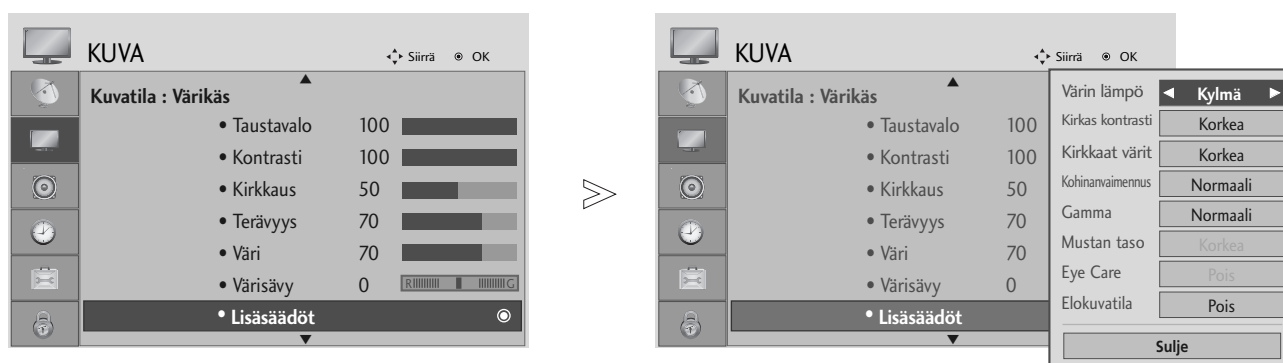 KUVA
Siirrä OK
Kuvatila : Värikäs
• Taustavalo 100
• Kontrasti 100
• Kirkkaus 50
• Terävyys 70
• Väri 70
• Värisävy 0 R G
• Lisäsäädöt
KUVA
Siirrä OK
Kuvatila : Värikäs
• Taustavalo 100
• Kontrasti 100
• Kirkkaus 50
• Terävyys 70
• Väri 70
• Värisävy 0
• Lisäsäädöt
Värin lämpö ◀ Kylmä ▶
Kirkas kontrasti Korkea
Kirkkaat värit Korkea
Kohinanvaimennus Normaali
Gamma Normaali
Mustan taso Korkea
Eye Care Pois
Elokuvatila Pois
Sulje